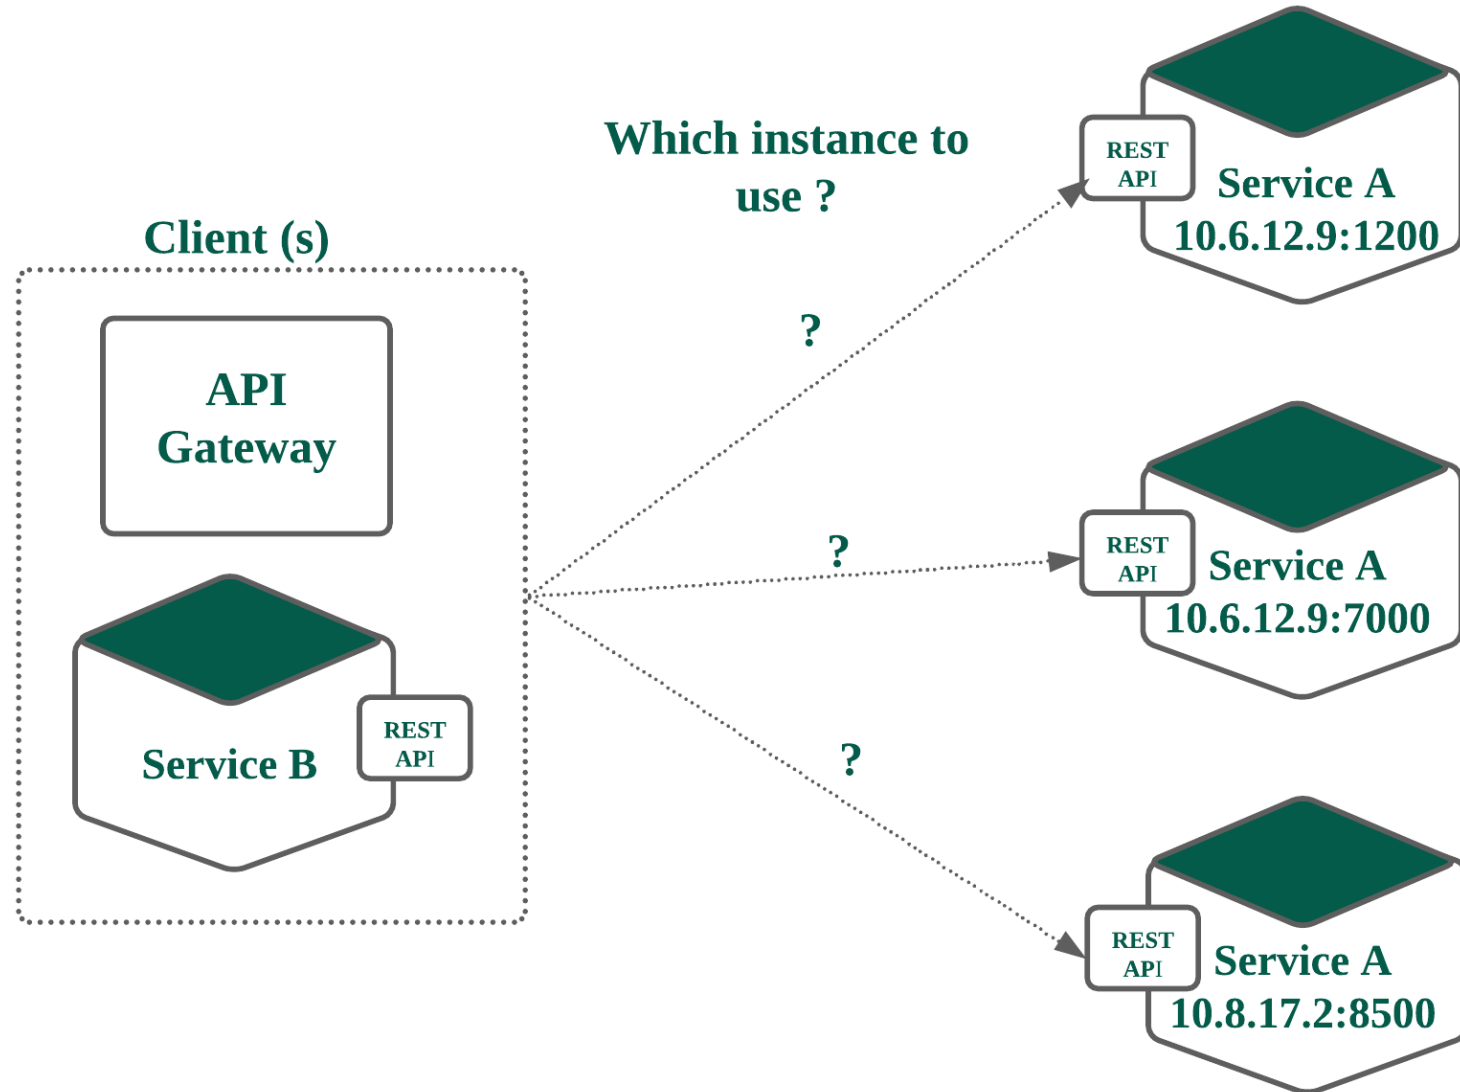 Which instance to
use ?
Client (s)
API
Gateway
Service B
REST
API
?
?
?
REST
API
Service A
10.6.12.9:1200
REST
API
Service A
10.6.12.9:7000
REST
API
Service A
10.8.17.2:8500